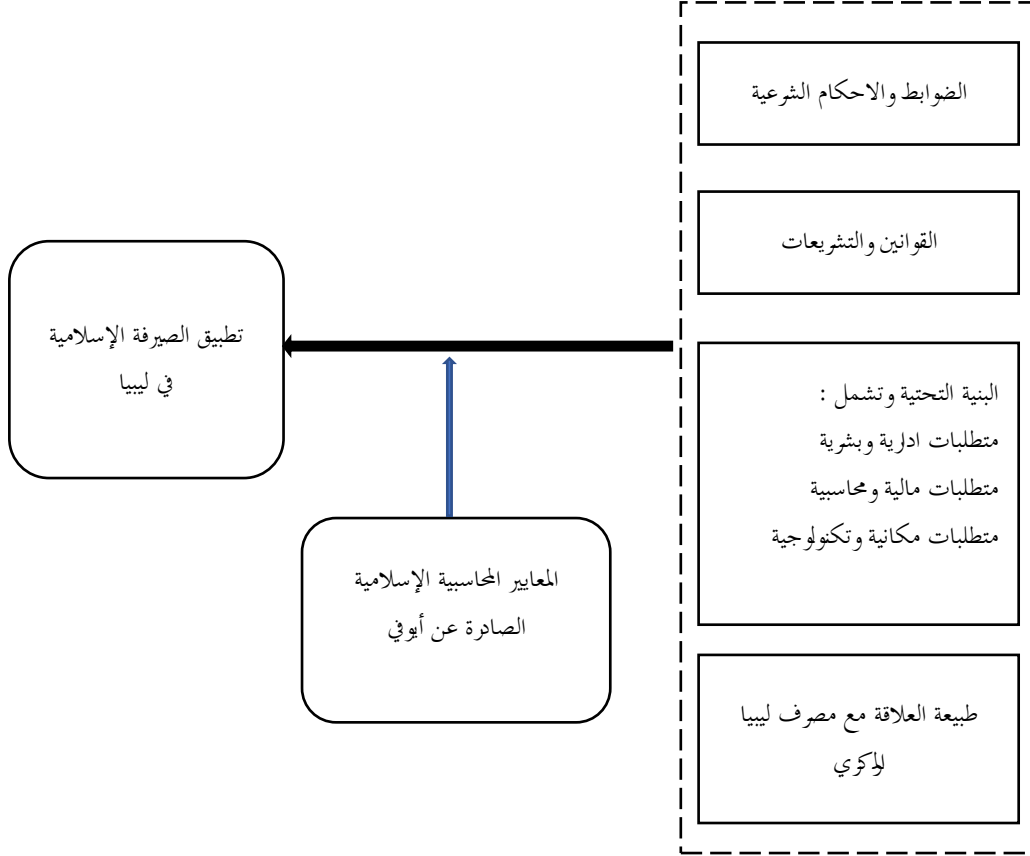 الضوابط والاحكام الشرعية
القوانين والتشريعات
البنية التحتية وتشمل :
متطلبات ادارية وبشرية
متطلبات مالية ومحاسبية
متطلبات مكانية وتكنولوجية
طبيعة العلاقة مع مصرف ليبيا
المركزي
تطبيق الصيرفة الإسلامية
في ليبيا
المعايير المحاسبية الإسلامية
الصادرة عن أيوفي